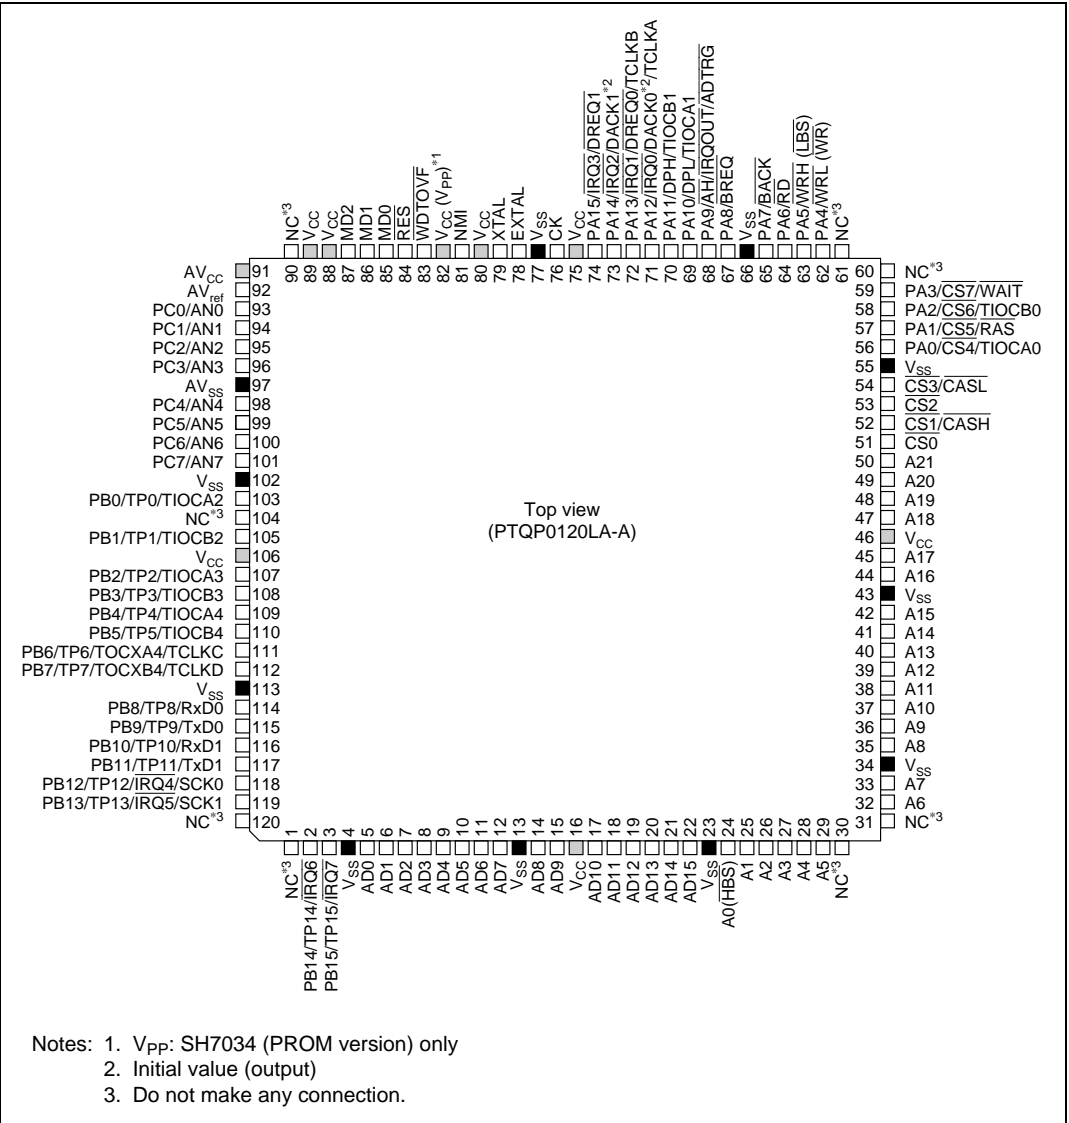 NC*3
VCC
VCC
MD2
MD1
MD0
RES
WDTOVF
VCC (VPP)*1
NMI
VCC
XTAL
EXTAL
VSS
CK
VCC
PA15/IRQ3/DREQ1
PA14/IRQ2/DACK1*2
PA13/IRQ1/DREQ0/TCLKB
PA12/IRQ0/DACK0*2/TCLKA
PA11/DPH/TIOCB1
PA10/DPL/TIOCA1
PA9/AH/IRQOUT/ADTRG
PA8/BREQ
VSS
PA7/BACK
PA6/RD
PA5/WRH (LBS)
PA4/WRL (WR)
NC*3
90 89 88 87 86 85 84 83 82 81 80 79 78 77 76 75 74 73 72 71 70 69 68 67 66 65 64 63 62 61
AVCC 91
AVref 92
PC0/AN0 93
PC1/AN1 94
PC2/AN2 95
PC3/AN3 96
AVSS 97
PC4/AN4 98
PC5/AN5 99
PC6/AN6 100
PC7/AN7 101
VSS 102
PB0/TP0/TIOCA2 103
NC*3 104
PB1/TP1/TIOCB2 105
VCC 106
PB2/TP2/TIOCA3 107
PB3/TP3/TIOCB3 108
PB4/TP4/TIOCA4 109
PB5/TP5/TIOCB4 110
PB6/TP6/TOCXA4/TCLKC 111
PB7/TP7/TOCXB4/TCLKD 112
VSS 113
PB8/TP8/RxD0 114
PB9/TP9/TxD0 115
PB10/TP10/RxD1 116
PB11/TP11/TxD1 117
PB12/TP12/IRQ4/SCK0 118
PB13/TP13/IRQ5/SCK1 119
NC*3 120
Top view
(PTQP0120LA-A)
60 NC*3
59 PA3/CS7/WAIT
58 PA2/CS6/TIOCB0
57 PA1/CS5/RAS
56 PA0/CS4/TIOCA0
55 VSS
54 CS3/CASL
53 CS2
52 CS1/CASH
51 CS0
50 A21
49 A20
48 A19
47 A18
46 VCC
45 A17
44 A16
43 VSS
42 A15
41 A14
40 A13
39 A12
38 A11
37 A10
36 A9
35 A8
34 VSS
33 A7
32 A6
31 NC*3
1 2 3 4 5 6 7 8 9 10 11 12 13 14 15 16 17 18 19 20 21 22 23 24 25 26 27 28 29 30
NC*3
PB14/TP14/IRQ6
PB15/TP15/IRQ7
VSS
AD0
AD1
AD2
AD3
AD4
AD5
AD6
AD7
VSS
AD8
AD9
VCC
AD10
AD11
AD12
AD13
AD14
AD15
VSS
A0(HBS)
A1
A2
A3
A4
A5
NC*3
Notes: 1. VPP: SH7034 (PROM version) only
2. Initial value (output)
3. Do not make any connection.